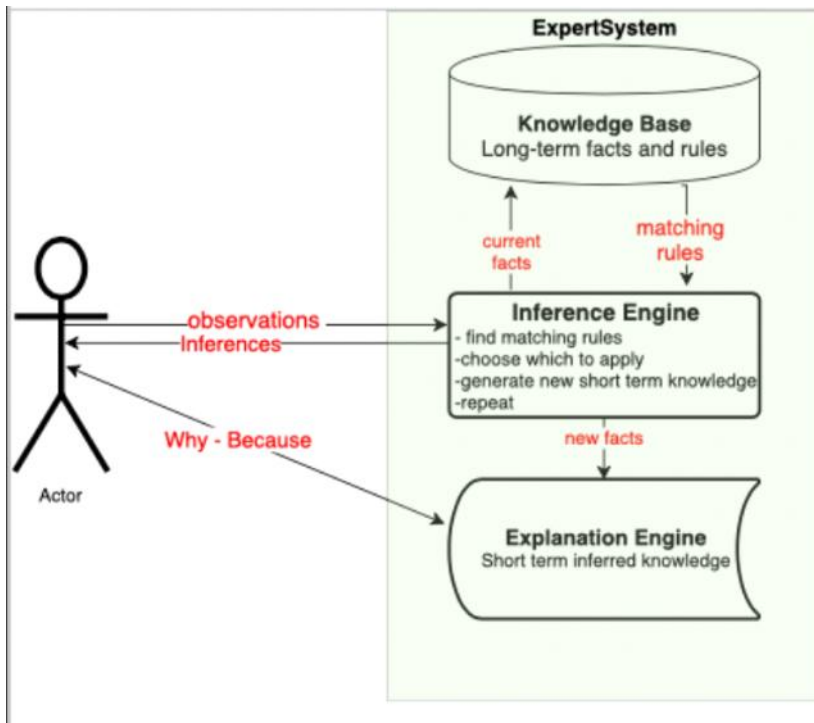 ExpertSystem
Knowledge Base
Long-term facts and rules
current
facts
matching
rules
observations
Inferences
Inference Engine
- find matching rules
-choose which to apply
-generate new short term knowledge
-repeat
Why - Because
new facts
Actor
Explanation Engine
Short term inferred knowledge